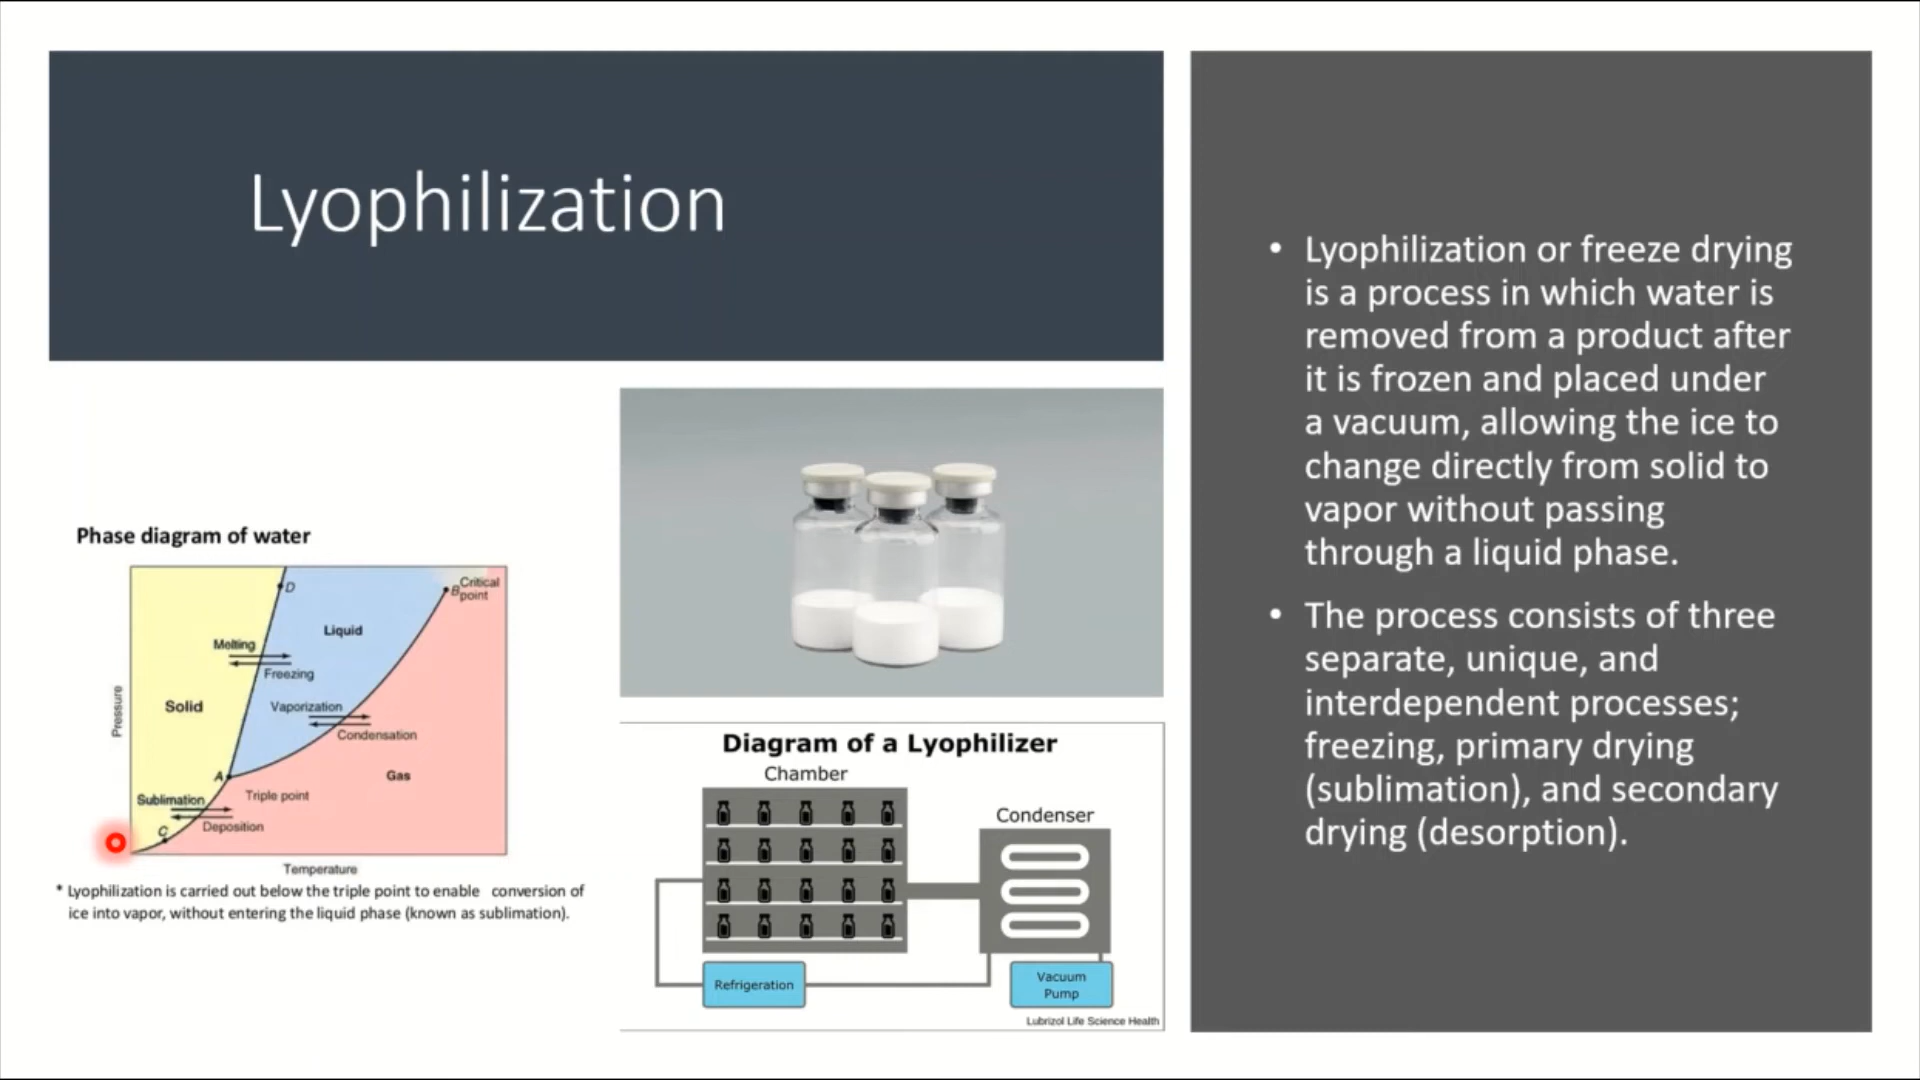 Lyophilization
Phase diagram of water
D
Critical
B point
Liquid
Melting
Freezing
Solid
Vaporization
Condensation
Pressure
A
Gas
Triple point
Sublimation
Deposition
C
Temperature
* Lyophilization is carried out below the triple point to enable conversion of
ice into vapor, without entering the liquid phase (known as sublimation).
Diagram of a Lyophilizer
Chamber
Condenser
Refrigeration
Vacuum
Pump
Lubrizol Life Science Health
• Lyophilization or freeze drying
is a process in which water is
removed from a product after
it is frozen and placed under
a vacuum, allowing the ice to
change directly from solid to
vapor without passing
through a liquid phase.
• The process consists of three
separate, unique, and
interdependent processes;
freezing, primary drying
(sublimation), and secondary
drying (desorption).